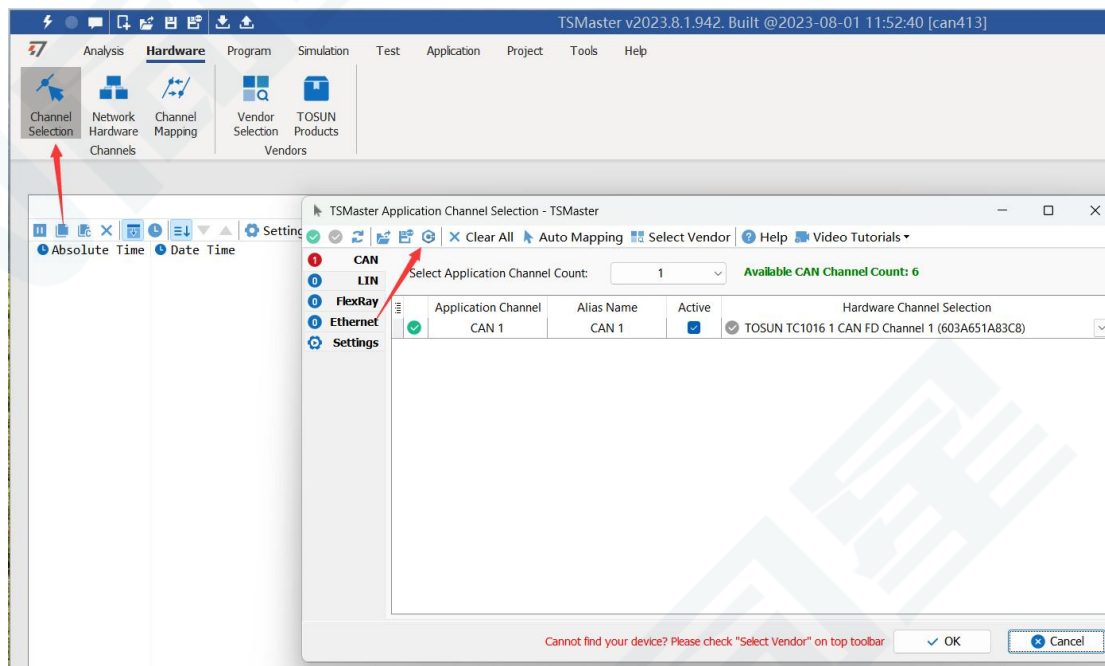 TSMaster v2023.8.1.942. Built @2023-08-01 11:52:40 [can413]
Analysis Hardware Program Simulation Test Application Project Tools Help
Channel Selection
Network Hardware
Channel Mapping
Vendor Selection
TOSUN Products
Channels
Vendors
TSMaster Application Channel Selection - TSMaster
Setting
Clear All Auto Mapping Select Vendor Help Video Tutorials
Absolute Time Date Time
1 CAN
0 LIN
0 FlexRay
0 Ethernet
Settings
Select Application Channel Count: 1 Available CAN Channel Count: 6
Application Channel Alias Name Active Hardware Channel Selection
CAN 1 CAN 1 TOSUN TC1016 1 CAN FD Channel 1 (603A651A83C8)
Cannot find your device? Please check "Select Vendor" on top toolbar OK Cancel